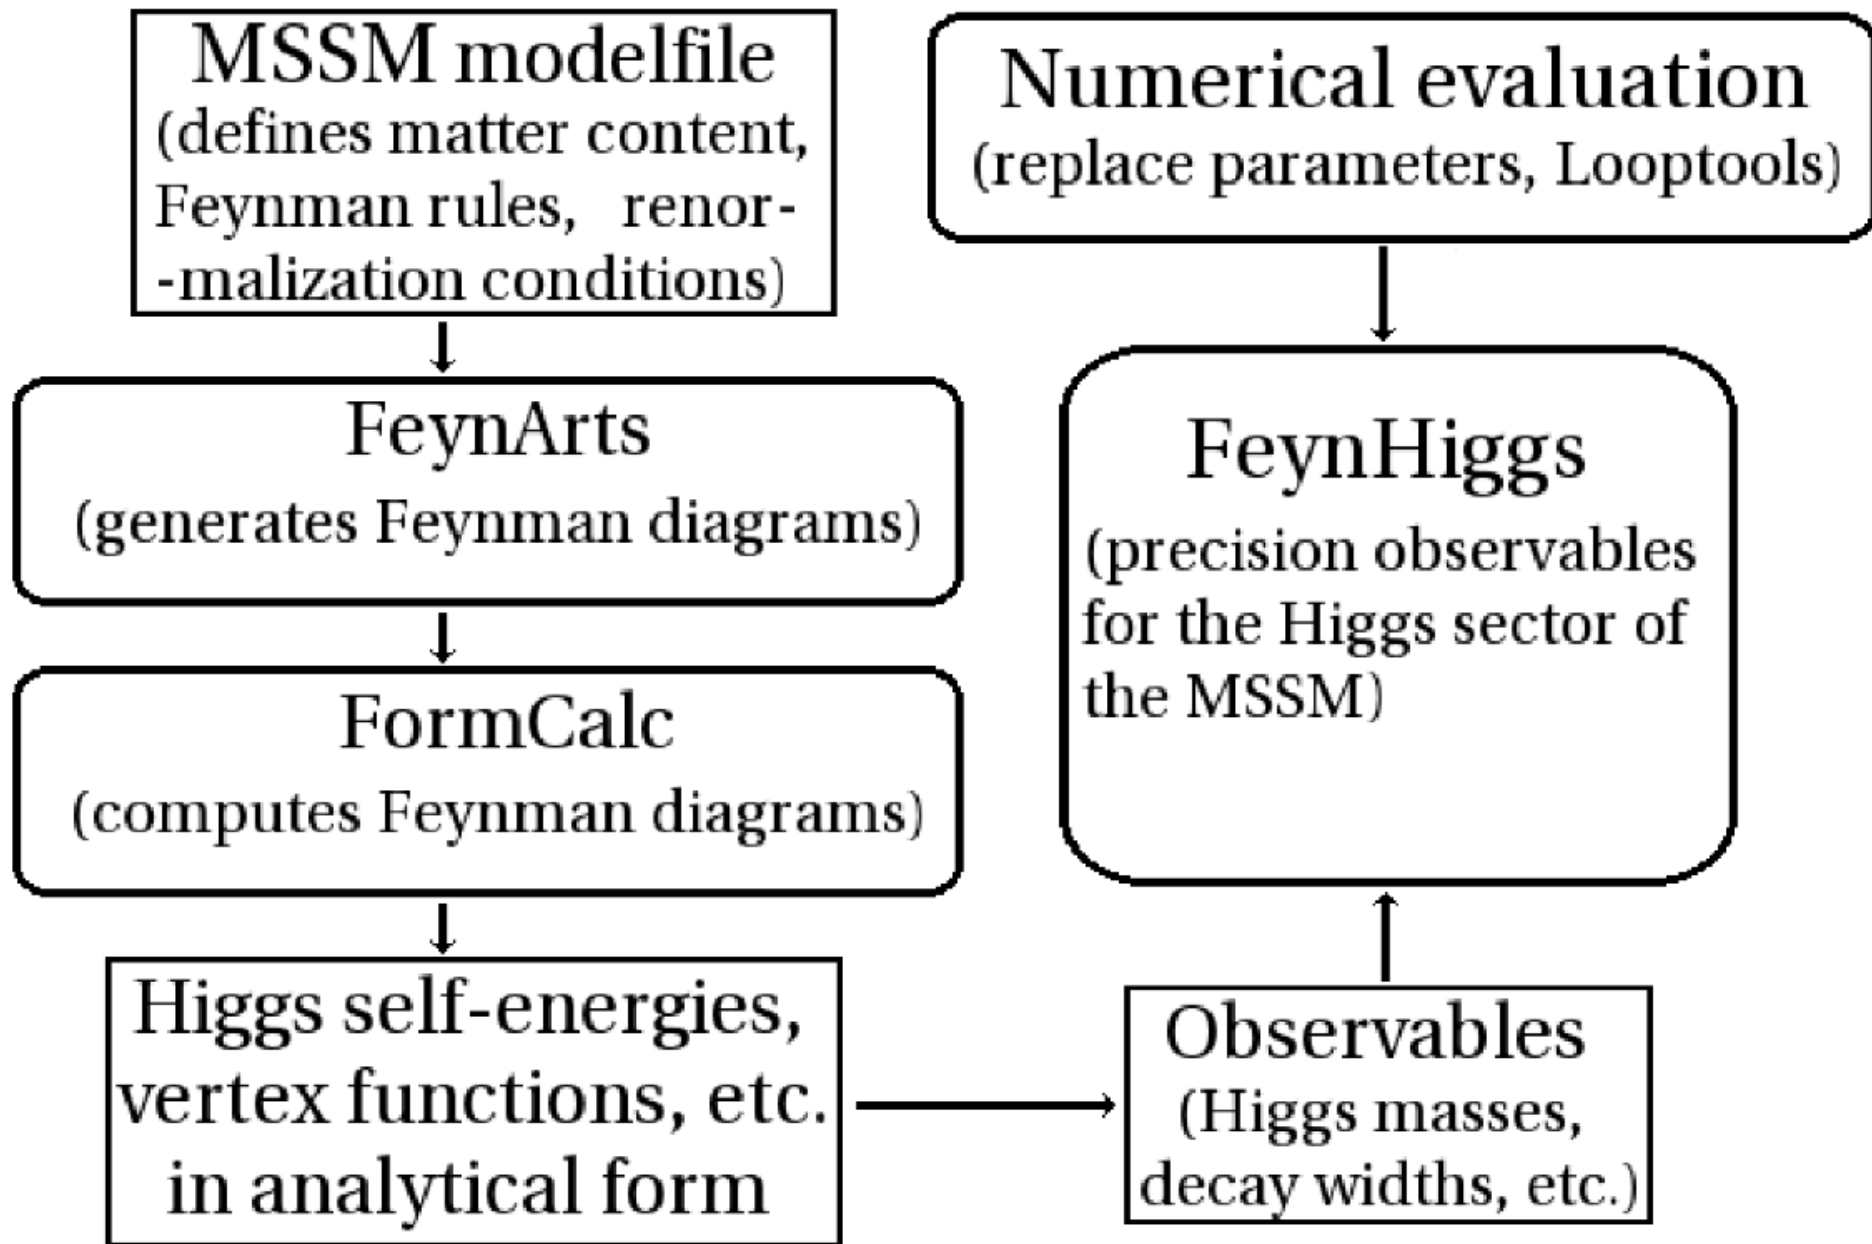 MSSM modelfile
(defines matter content,
Feynman rules, renor-
-malization conditions)
FeynArts
(generates Feynman diagrams)
FormCalc
(computes Feynman diagrams)
Higgs self-energies,
vertex functions, etc.
in analytical form
Numerical evaluation
(replace parameters, Looptools)
FeynHiggs
(precision observables
for the Higgs sector of
the MSSM)
Observables
(Higgs masses,
decay widths, etc.)